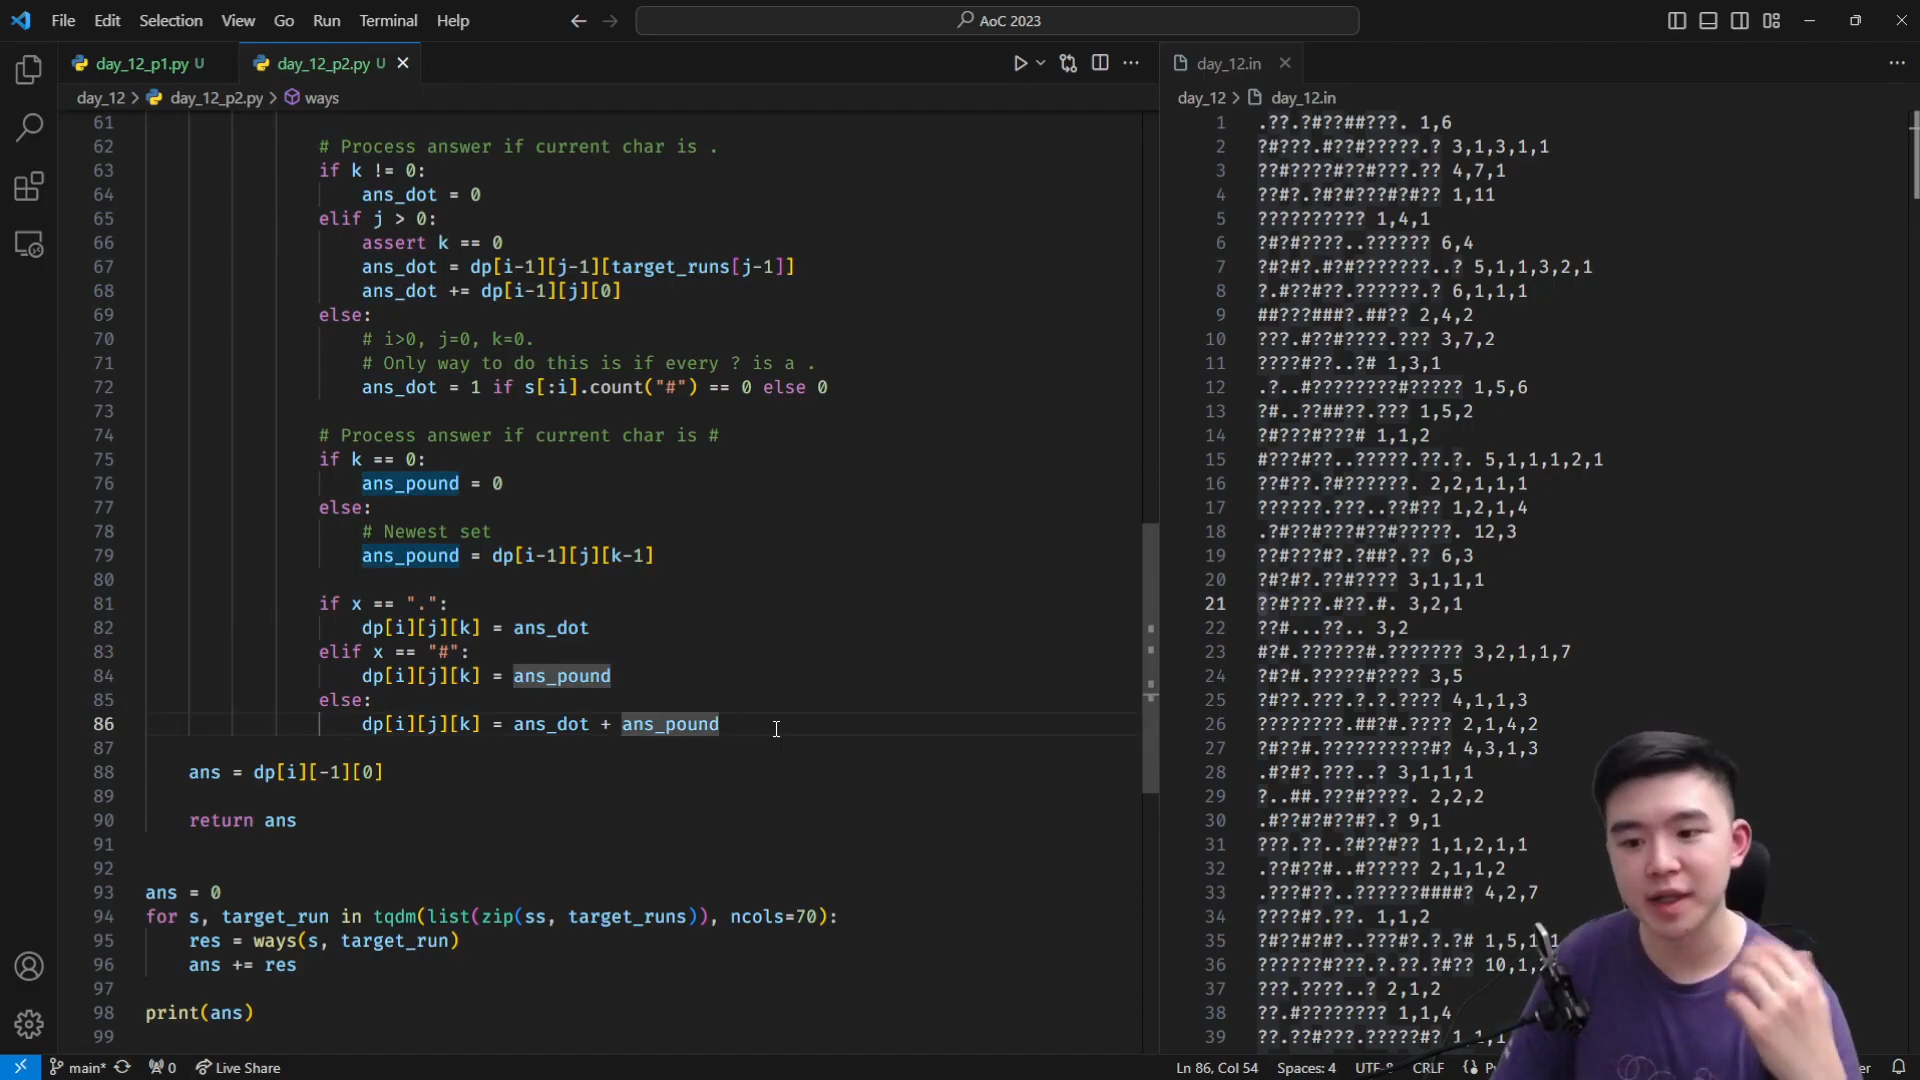 File Edit Selection View Go Run Terminal Help
AoC 2023
day_12_p1.py U
day_12_p2.py U
day_12 > day_12_p2.py > ways
61
62 # Process answer if current char is .
63 if k != 0:
64 ans_dot = 0
65 elif j > 0:
66 assert k == 0
67 ans_dot = dp[i-1][j-1][target_runs[j-1]]
68 ans_dot += dp[i-1][j][0]
69 else:
70 # i>0, j=0, k=0.
71 # Only way to do this is if every ? is a .
72 ans_dot = 1 if s[:i].count("#") == 0 else 0
73
74 # Process answer if current char is #
75 if k == 0:
76 ans_pound = 0
77 else:
78 # Newest set
79 ans_pound = dp[i-1][j][k-1]
80
81 if x == ".":
82 dp[i][j][k] = ans_dot
83 elif x == "#":
84 dp[i][j][k] = ans_pound
85 else:
86 dp[i][j][k] = ans_dot + ans_pound
87
88 ans = dp[i][-1][0]
89
90 return ans
91
92
93 ans = 0
94 for s, target_run in tqdm(list(zip(ss, target_runs)), ncols=70):
95 res = ways(s, target_run)
96 ans += res
97
98 print(ans)
99
day_12.in
day_12 > day_12.in
1 .??.?#??##???. 1,6
2 ?#???.#??#?????.? 3,1,3,1,1
3 ??#????#??#???.?? 4,7,1
4 ??#?.?#?#???#?#?? 1,11
5 ?????????? 1,4,1
6 ?#?#????..?????? 6,4
7 ?#?#?.#?#???????..? 5,1,1,3,2,1
8 ?.#??#??.??????.? 6,1,1,1
9 ##???###?.##?? 2,4,2
10 ???.#??#????.??? 3,7,2
11 ????#??..?# 1,3,1
12 .?..#????????#????? 1,5,6
13 ?#..??##??.??? 1,5,2
14 ?#???#???# 1,1,2
15 #???#??..?????.??.?. 5,1,1,1,2,1
16 ??#??.?#??????. 2,2,1,1,1
17 ??????.???..??#?? 1,2,1,4
18 .?#??#???#??#?????. 12,3
19 ??#???#?.?##?.?? 6,3
20 ?#?#?.??#???? 3,1,1,1
21 ??#???.#??.#. 3,2,1
22 ??#...??.. 3,2
23 #?#.??????#.??????? 3,2,1,1,7
24 ?#?#.?????#???? 3,5
25 ?#??.???.?.?.???? 4,1,1,3
26 ????????.##?#.???? 2,1,4,2
27 ?#??#.??????????#? 4,3,1,3
28 .#?#?.???..? 3,1,1,1
29 ?..##.???#????. 2,2,2
30 .#??#?#??#?.? 9,1
31 ???.??..?#??#???? 1,1,2,1,1
32 .??#??#..#????? 2,1,1,2
33 .???#??..??????####? 4,2,7
34 ????#?.??. 1,1,2
35 ?#??#?#?..???#?.?.?# 1,5,1
36 ??????#???.?.??.?#?? 10,1,
37 ???.????..? 2,1,2
38 ??.#???????? 1,1,4
39 ??.??#???.?????#? 1,1,1
main* 0 Live Share
Ln 86, Col 54 Spaces: 4 UTF-8 CRLF